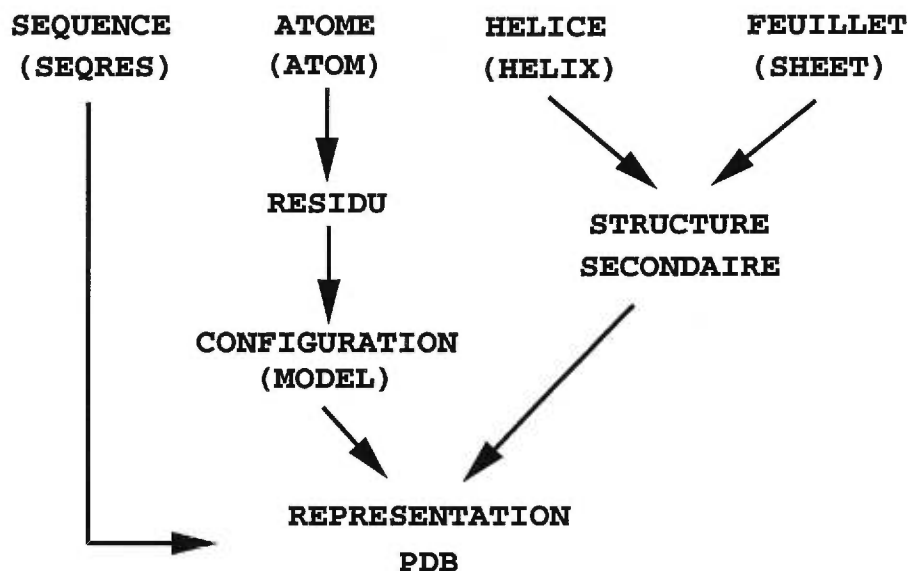 SEQUENCE
(SEQRES)
ATOME
(ATOM)
HELICE
(HELIX)
FEUILLET
(SHEET)
RESIDU
STRUCTURE
SECONDAIRE
CONFIGURATION
(MODEL)
REPRESENTATION
PDB